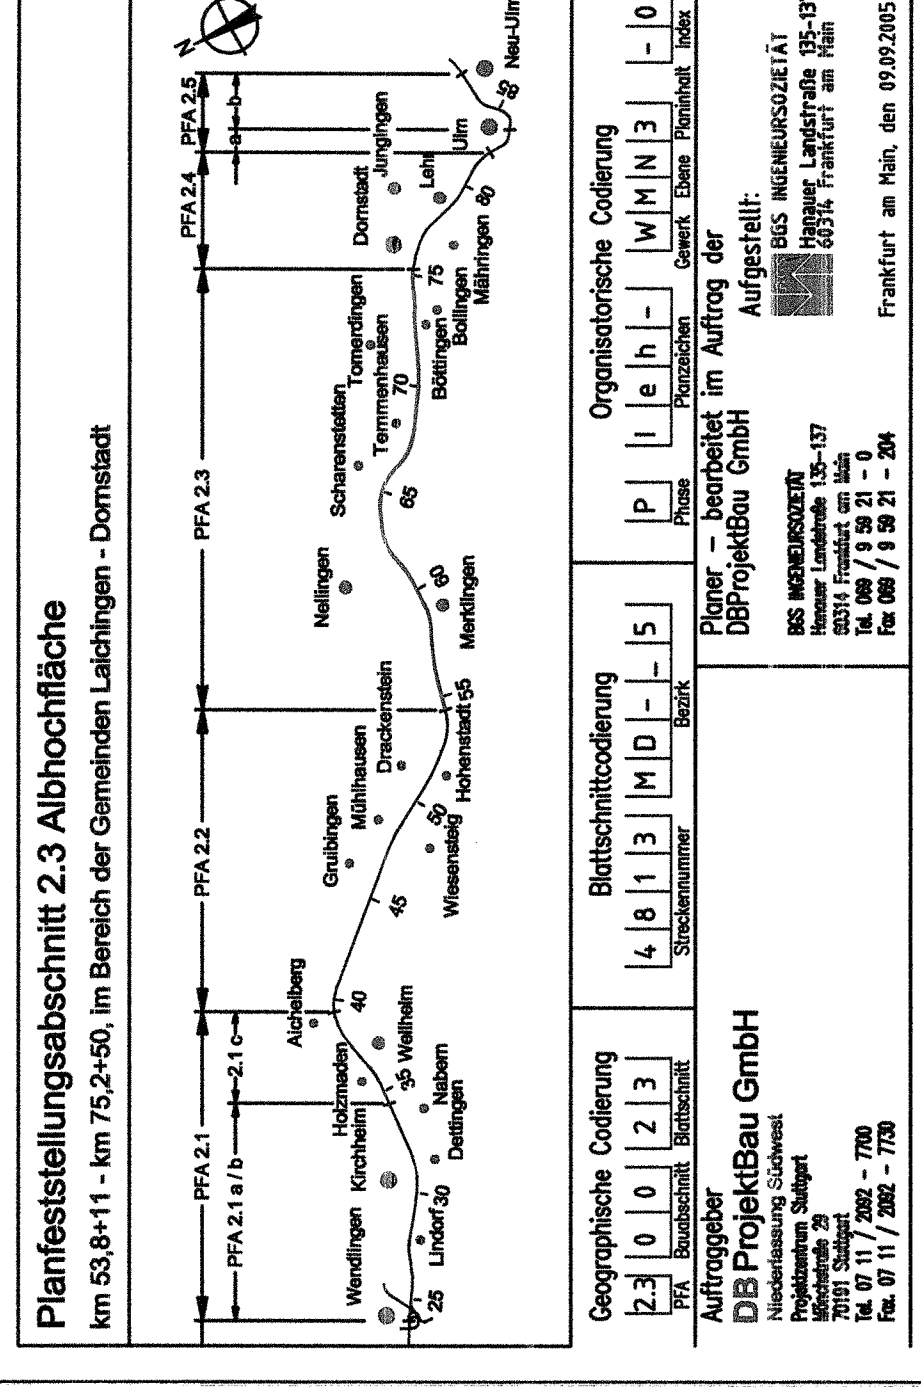 Planfeststellungsabschnitt 2.3 Albhochfläche
km 53,8+11 - km 75,2+50, im Bereich der Gemeinden Laichingen - Dornstadt
PFA 2.1
PFA 2.2
PFA 2.3
PFA 2.4
PFA 2.5
PFA 2.1 a / b
2.1 c
a
b
N
Wendlingen
Kirchheim
Holzmaden
Aichelberg
Gruibingen
Mühlhausen
Drackenstein
Nellingen
Scharenstetten
Temmenhausen
Tomerdingen
Dornstadt
Jungingen
Lehr
Ulm
Neu-Ulm
25
Lindorf
30
Dettingen
Nabern
35
Weilheim
40
45
Wiesensteig
50
Hohenstadt
55
Merklingen
60
65
70
Böttingen
Bollingen
75
Mähringen
80
85
Geographische Codierung
2.3 0 0 2 3
PFA Bauabschnitt Blattschnitt
Blattschnittcodierung
4 8 1 3 M D - _ 5
Streckennummer Bezirk
Organisatorische Codierung
P l e h - W M N 3 - 0
Phase Planzeichen Gewerk Ebene Planinhalt Index
Auftraggeber
DB ProjektBau GmbH
Niederlassung Südwest
Projektzentrum Stuttgart
Mönchstraße 29
70191 Stuttgart
Tel. 07 11 / 2092 - 7700
Fax. 07 11 / 2092 - 7730
Planer - bearbeitet im Auftrag der
DBProjektBau GmbH
BGS INGENIEURSOZIETÄT
Hanauer Landstraße 135-137
60314 Frankfurt am Main
Tel. 069 / 9 59 21 - 0
Fax 069 / 9 59 21 - 204
Aufgestellt:
BGS INGENIEURSOZIETÄT
Hanauer Landstraße 135-13
60314 Frankfurt am Main
Frankfurt am Main, den 09.09.2005